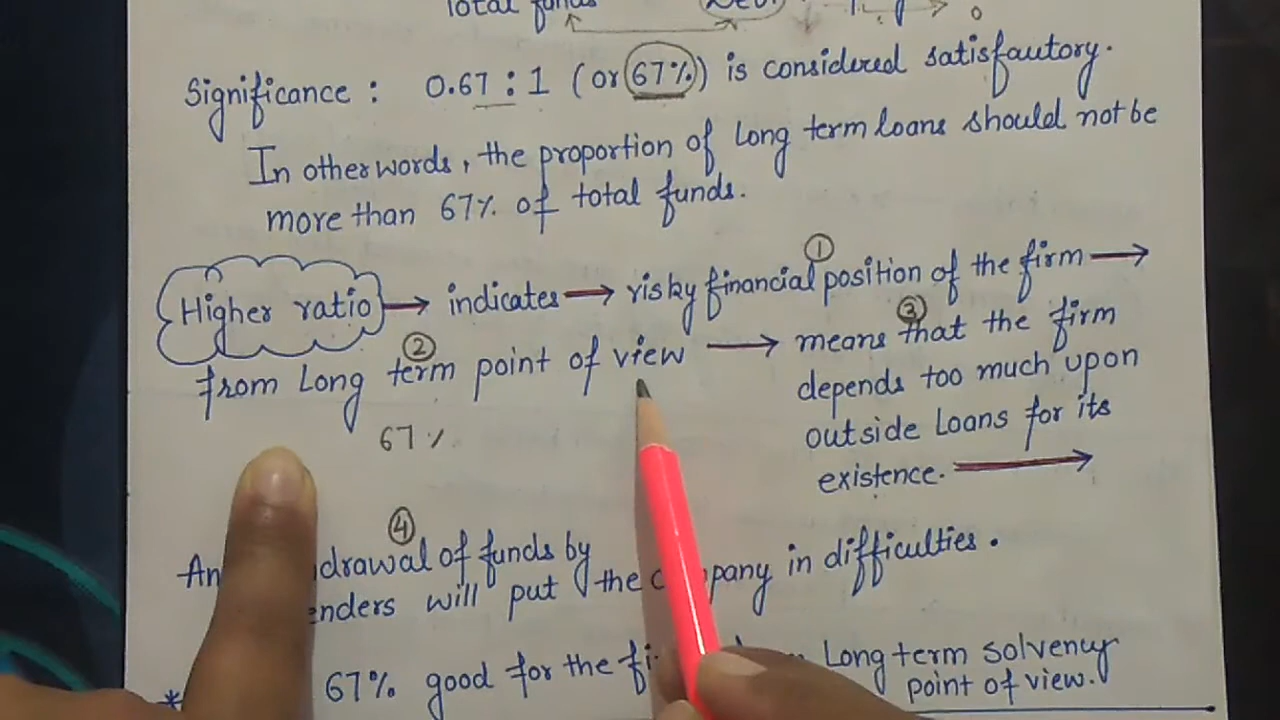 Total funds
Significance : 0.67 : 1 (or 67%) is considered satisfautory.
In other words, the proportion of Long term loans should not be
more than 67% of total funds.
①
Higher ratio → indicates → risky financial position of the firm →
② ③
from Long term point of view → means that the firm
depends too much upon
67%
outside Loans for its
existence. →
④
drawal of funds by
will put the company in difficulties.
* 67% good for the Long term solvency
point of view.